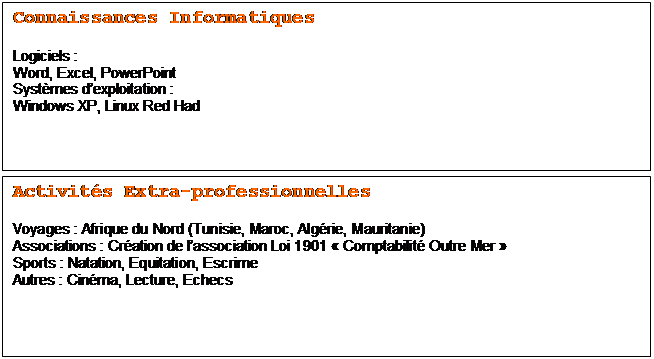 Connaissances Informatiques
Logiciels :
Word, Excel, PowerPoint
Systèmes d'exploitation :
Windows XP, Linux Red Had
Activités Extra-professionnelles
Voyages : Afrique du Nord (Tunisie, Maroc, Algérie, Mauritanie)
Associations : Création de l'association Loi 1901 « Comptabilité Outre Mer »
Sports : Natation, Equitation, Escrime
Autres : Cinéma, Lecture, Echecs